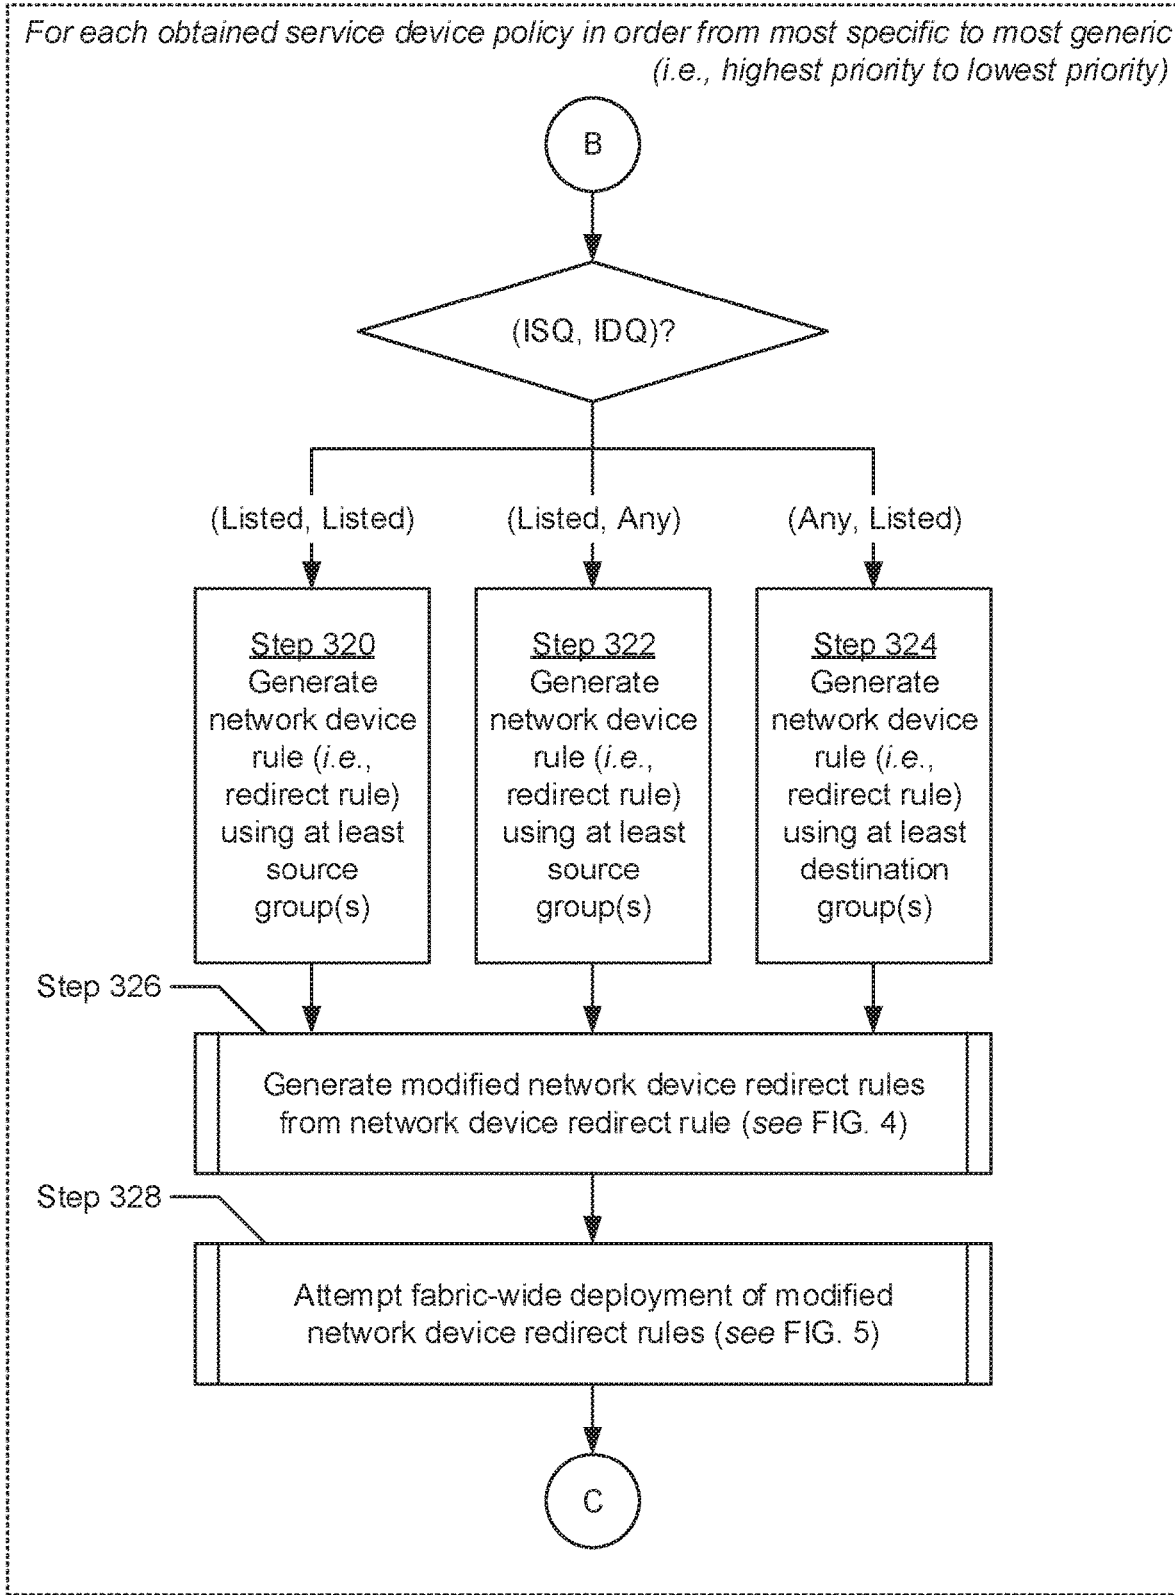 For each obtained service device policy in order from most specific to most generic
(i.e., highest priority to lowest priority)
B
(ISQ, IDQ)?
(Listed, Listed)
(Listed, Any)
(Any, Listed)
Step 320
Generate
network device
rule (i.e.,
redirect rule)
using at least
source
group(s)
Step 322
Generate
network device
rule (i.e.,
redirect rule)
using at least
source
group(s)
Step 324
Generate
network device
rule (i.e.,
redirect rule)
using at least
destination
group(s)
Step 326
Generate modified network device redirect rules
from network device redirect rule (see FIG. 4)
Step 328
Attempt fabric-wide deployment of modified
network device redirect rules (see FIG. 5)
C